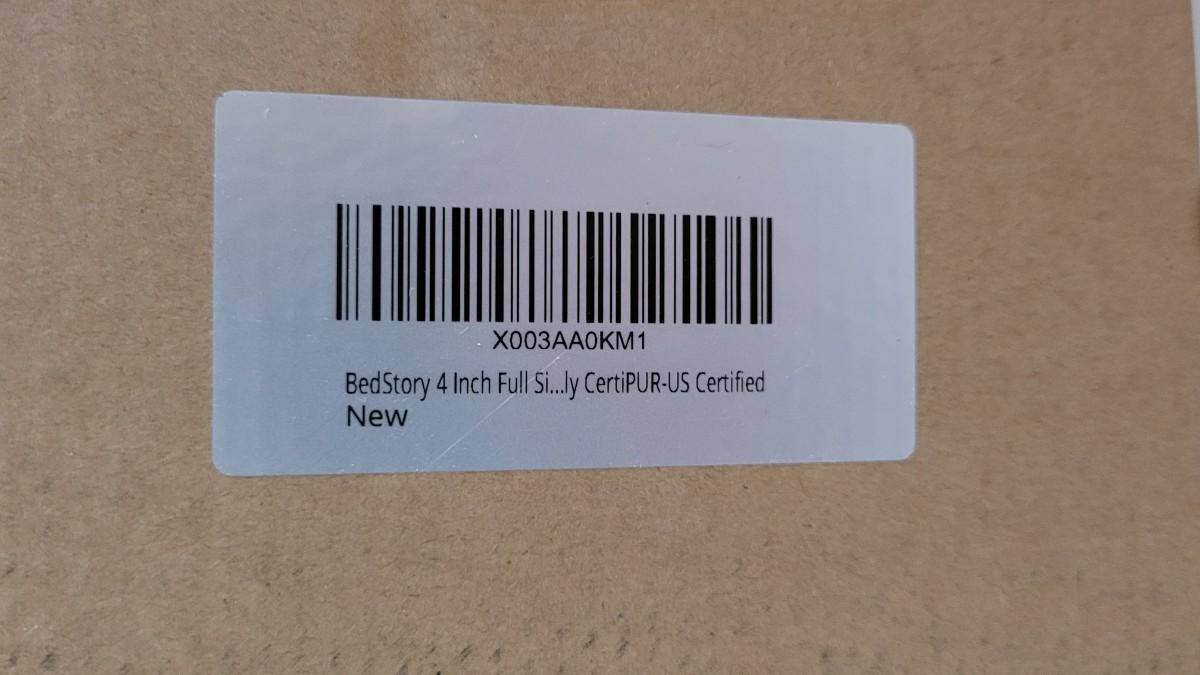 X003AA0KM1
BedStory 4 Inch Full Si...ly CertiPUR-US Certified
New